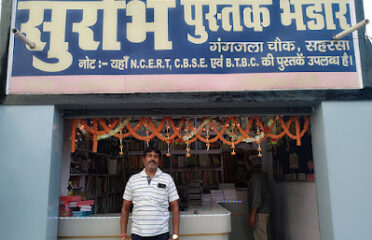 सुरभि पुस्तक भंडार
गंगजला चौक, सहरसा
नोट :- यहाँ N.C.E.R.T, C.B.S.E. एवं B.T.B.C. की पुस्तकें उपलब्ध है।